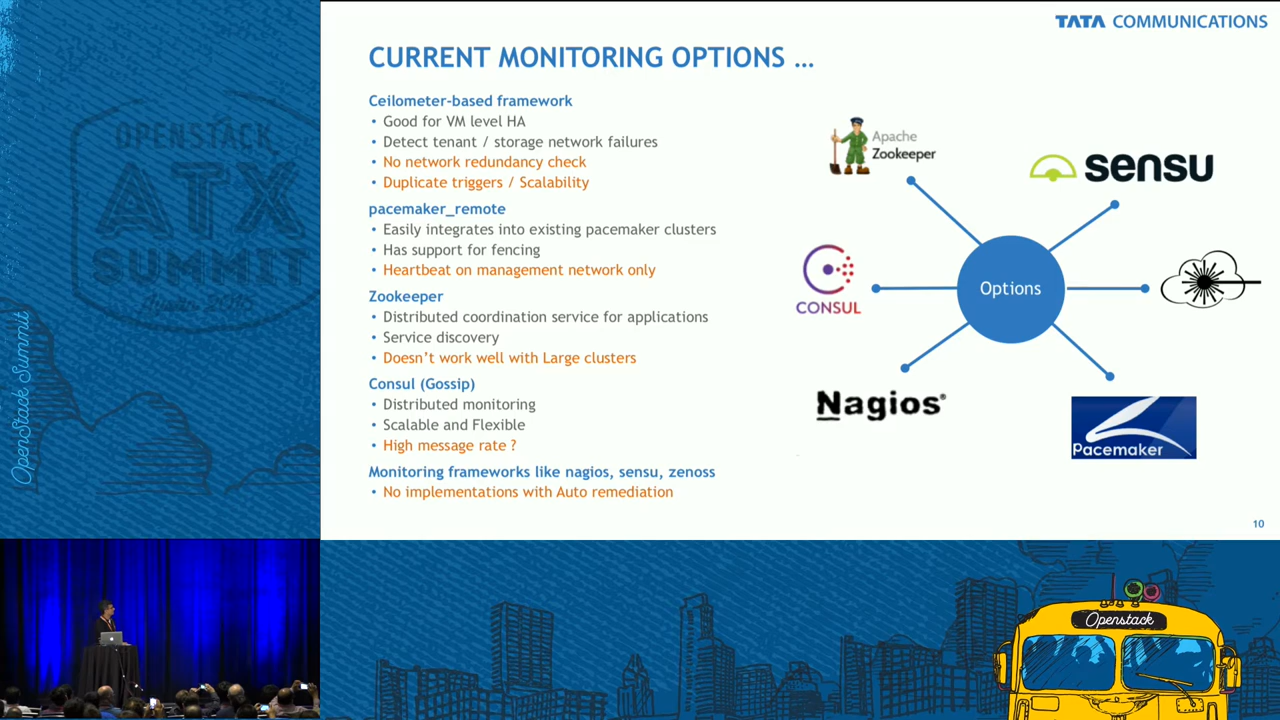 OPENSTACK
ATX
SUMMIT
OpenStack Summit
TATA COMMUNICATIONS
CURRENT MONITORING OPTIONS ...
Ceilometer-based framework
• Good for VM level HA
• Detect tenant / storage network failures
• No network redundancy check
• Duplicate triggers / Scalability
pacemaker_remote
• Easily integrates into existing pacemaker clusters
• Has support for fencing
• Heartbeat on management network only
Zookeeper
• Distributed coordination service for applications
• Service discovery
• Doesn't work well with Large clusters
Consul (Gossip)
• Distributed monitoring
• Scalable and Flexible
• High message rate ?
Monitoring frameworks like nagios, sensu, zenoss
• No implementations with Auto remediation
Apache
Zookeeper
sensu
CONSUL
Options
Nagios®
Pacemaker
10
Openstack